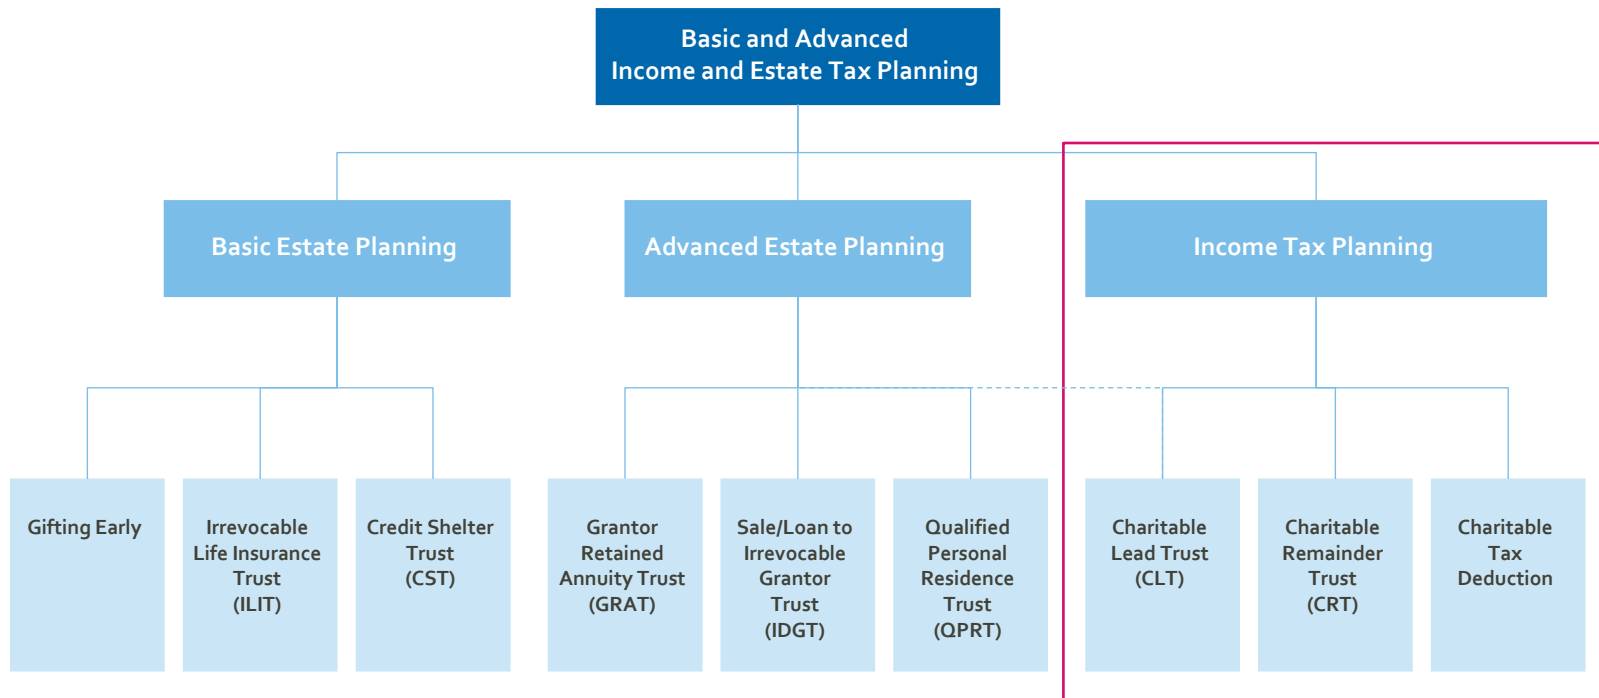 Basic and Advanced
Income and Estate Tax Planning
Basic Estate Planning
Advanced Estate Planning
Income Tax Planning
Gifting Early
Irrevocable
Life Insurance
Trust
(ILIT)
Credit Shelter
Trust
(CST)
Grantor
Retained
Annuity Trust
(GRAT)
Sale/Loan to
Irrevocable
Grantor
Trust
(IDGT)
Qualified
Personal
Residence
Trust
(QPRT)
Charitable
Lead Trust
(CLT)
Charitable
Remainder
Trust
(CRT)
Charitable
Tax
Deduction